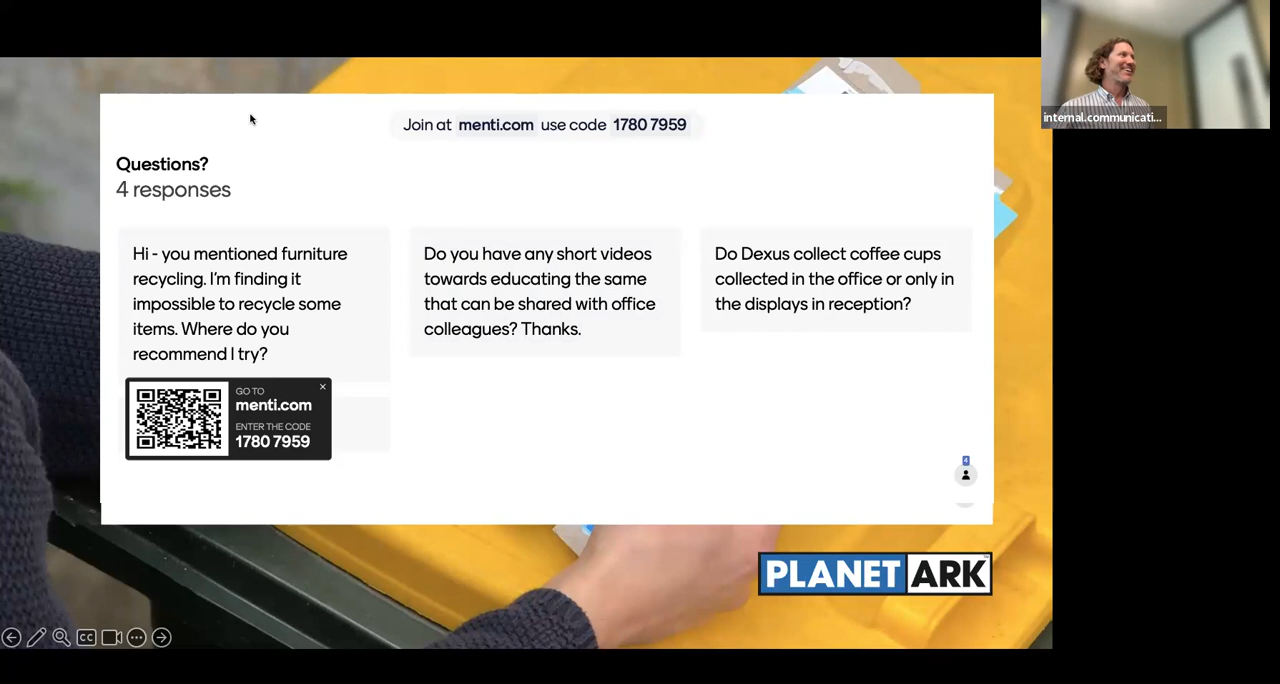 Join at menti.com use code 1780 7959
internal.communicati...
Questions?
4 responses
Hi - you mentioned furniture
recycling. I'm finding it
impossible to recycle some
items. Where do you
recommend I try?
Do you have any short videos
towards educating the same
that can be shared with office
colleagues? Thanks.
Do Dexus collect coffee cups
collected in the office or only in
the displays in reception?
GO TO
menti.com
ENTER THE CODE
1780 7959
PLANET ARK
CC